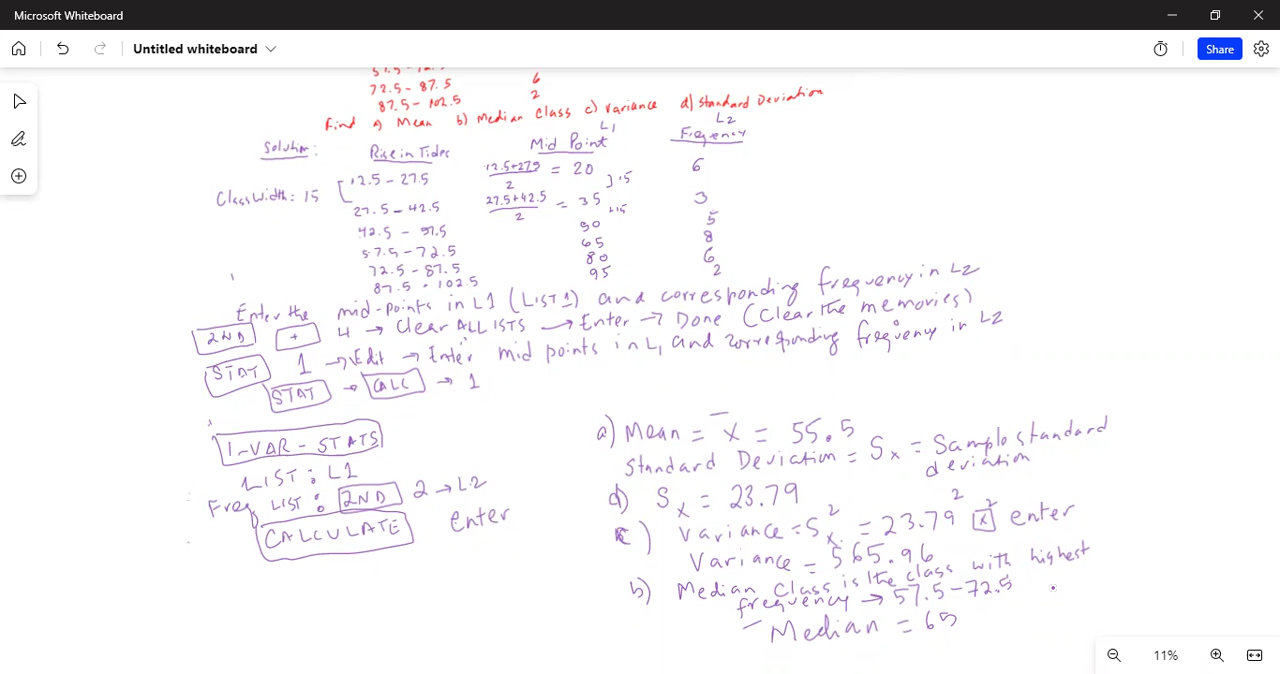 Microsoft Whiteboard
Untitled whiteboard
Share
72.5 - 87.5 6
87.5 - 102.5 2
Find a) Mean b) Median Class c) Variance d) Standard Deviation
L1 L2
Solution: Rise in Tides Mid Point Frequency
12.5 - 27.5 12.5+27.5 / 2 = 20 6
Class Width: 15 ] 15
27.5 - 42.5 27.5+42.5 / 2 = 35 3
+15
42.5 - 57.5 50 5
57.5 - 72.5 65 8
72.5 - 87.5 80 6
87.5 - 102.5 95 2
Enter the mid-points in L1 (LIST 1) and corresponding frequency in L2
2ND + 4 → Clear ALL LISTS → Enter → Done (Clear the memories)
STAT 1 → Edit → Enter mid points in L1 and corresponding frequency in L2
STAT → CALC → 1
1-VAR-STATS
LIST : L1
Freq LIST : 2ND 2 → L2
CALCULATE enter
a) Mean = x̄ = 55.5
Standard Deviation = Sx = Sample standard deviation
d) Sx = 23.79
c) Variance = Sx² = 23.79² x² enter
Variance = 565.96
b) Median Class is the class with highest
frequency → 57.5 - 72.5
Median = 65
11%